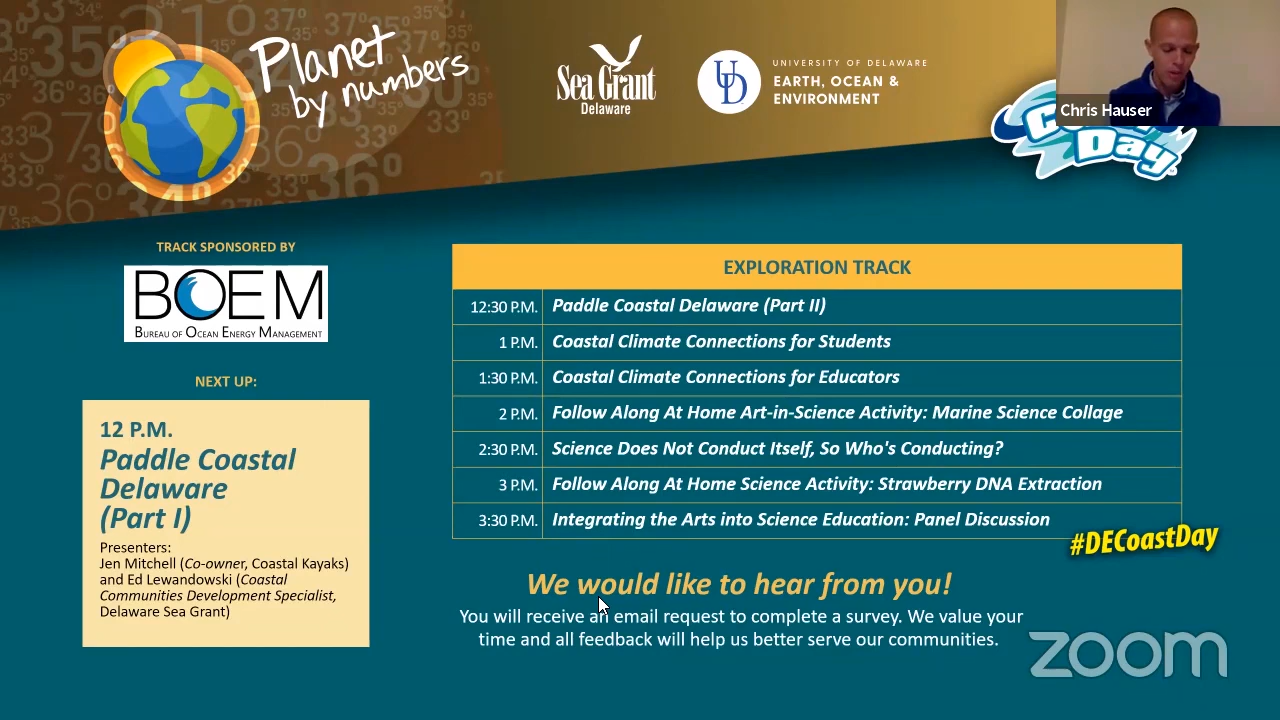 Planet
by numbers
Sea Grant
Delaware
UD
UNIVERSITY OF DELAWARE
EARTH, OCEAN &
ENVIRONMENT
Chris Hauser
Day
TRACK SPONSORED BY
BOEM
BUREAU OF OCEAN ENERGY MANAGEMENT
NEXT UP:
12 P.M.
Paddle Coastal
Delaware
(Part I)
Presenters:
Jen Mitchell (Co-owner, Coastal Kayaks)
and Ed Lewandowski (Coastal
Communities Development Specialist,
Delaware Sea Grant)
EXPLORATION TRACK
12:30 P.M. Paddle Coastal Delaware (Part II)
1 P.M. Coastal Climate Connections for Students
1:30 P.M. Coastal Climate Connections for Educators
2 P.M. Follow Along At Home Art-in-Science Activity: Marine Science Collage
2:30 P.M. Science Does Not Conduct Itself, So Who's Conducting?
3 P.M. Follow Along At Home Science Activity: Strawberry DNA Extraction
3:30 P.M. Integrating the Arts into Science Education: Panel Discussion
#DECoastDay
We would like to hear from you!
You will receive an email request to complete a survey. We value your
time and all feedback will help us better serve our communities.
zoom